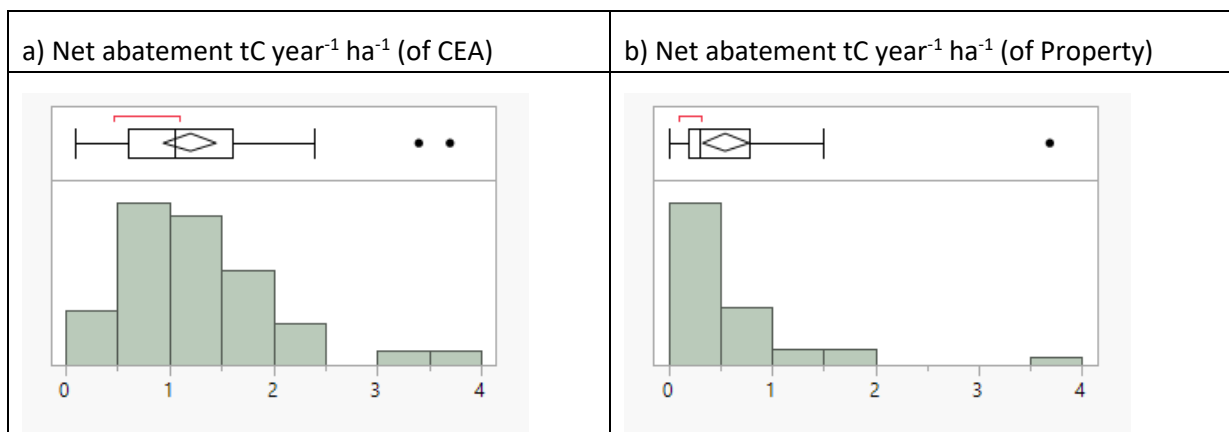 a) Net abatement tC year⁻¹ ha⁻¹ (of CEA)
b) Net abatement tC year⁻¹ ha⁻¹ (of Property)
0 1 2 3 4
0 1 2 3 4